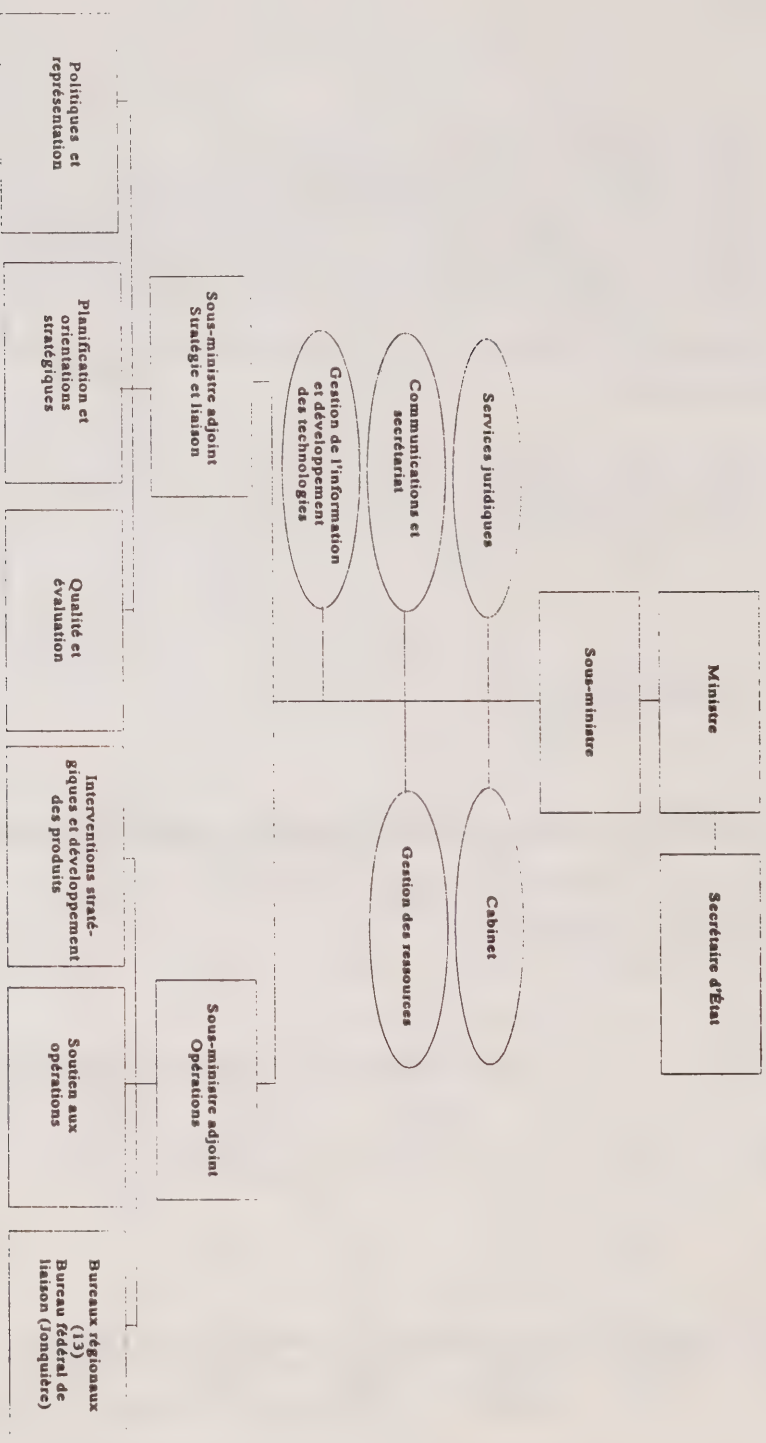 Ministre
Secrétaire d'État
Sous-ministre
Services juridiques
Cabinet
Communications et
secrétariat
Gestion des ressources
Gestion de l'information
et développement
des technologies
Sous-ministre adjoint
Stratégie et liaison
Sous-ministre adjoint
Opérations
Politiques et
représentation
Planification et
orientations
stratégiques
Qualité et
évaluation
Interventions straté-
giques et développement
des produits
Soutien aux
opérations
Bureaux régionaux
(13)
Bureau fédéral de
liaison (Jonquière)